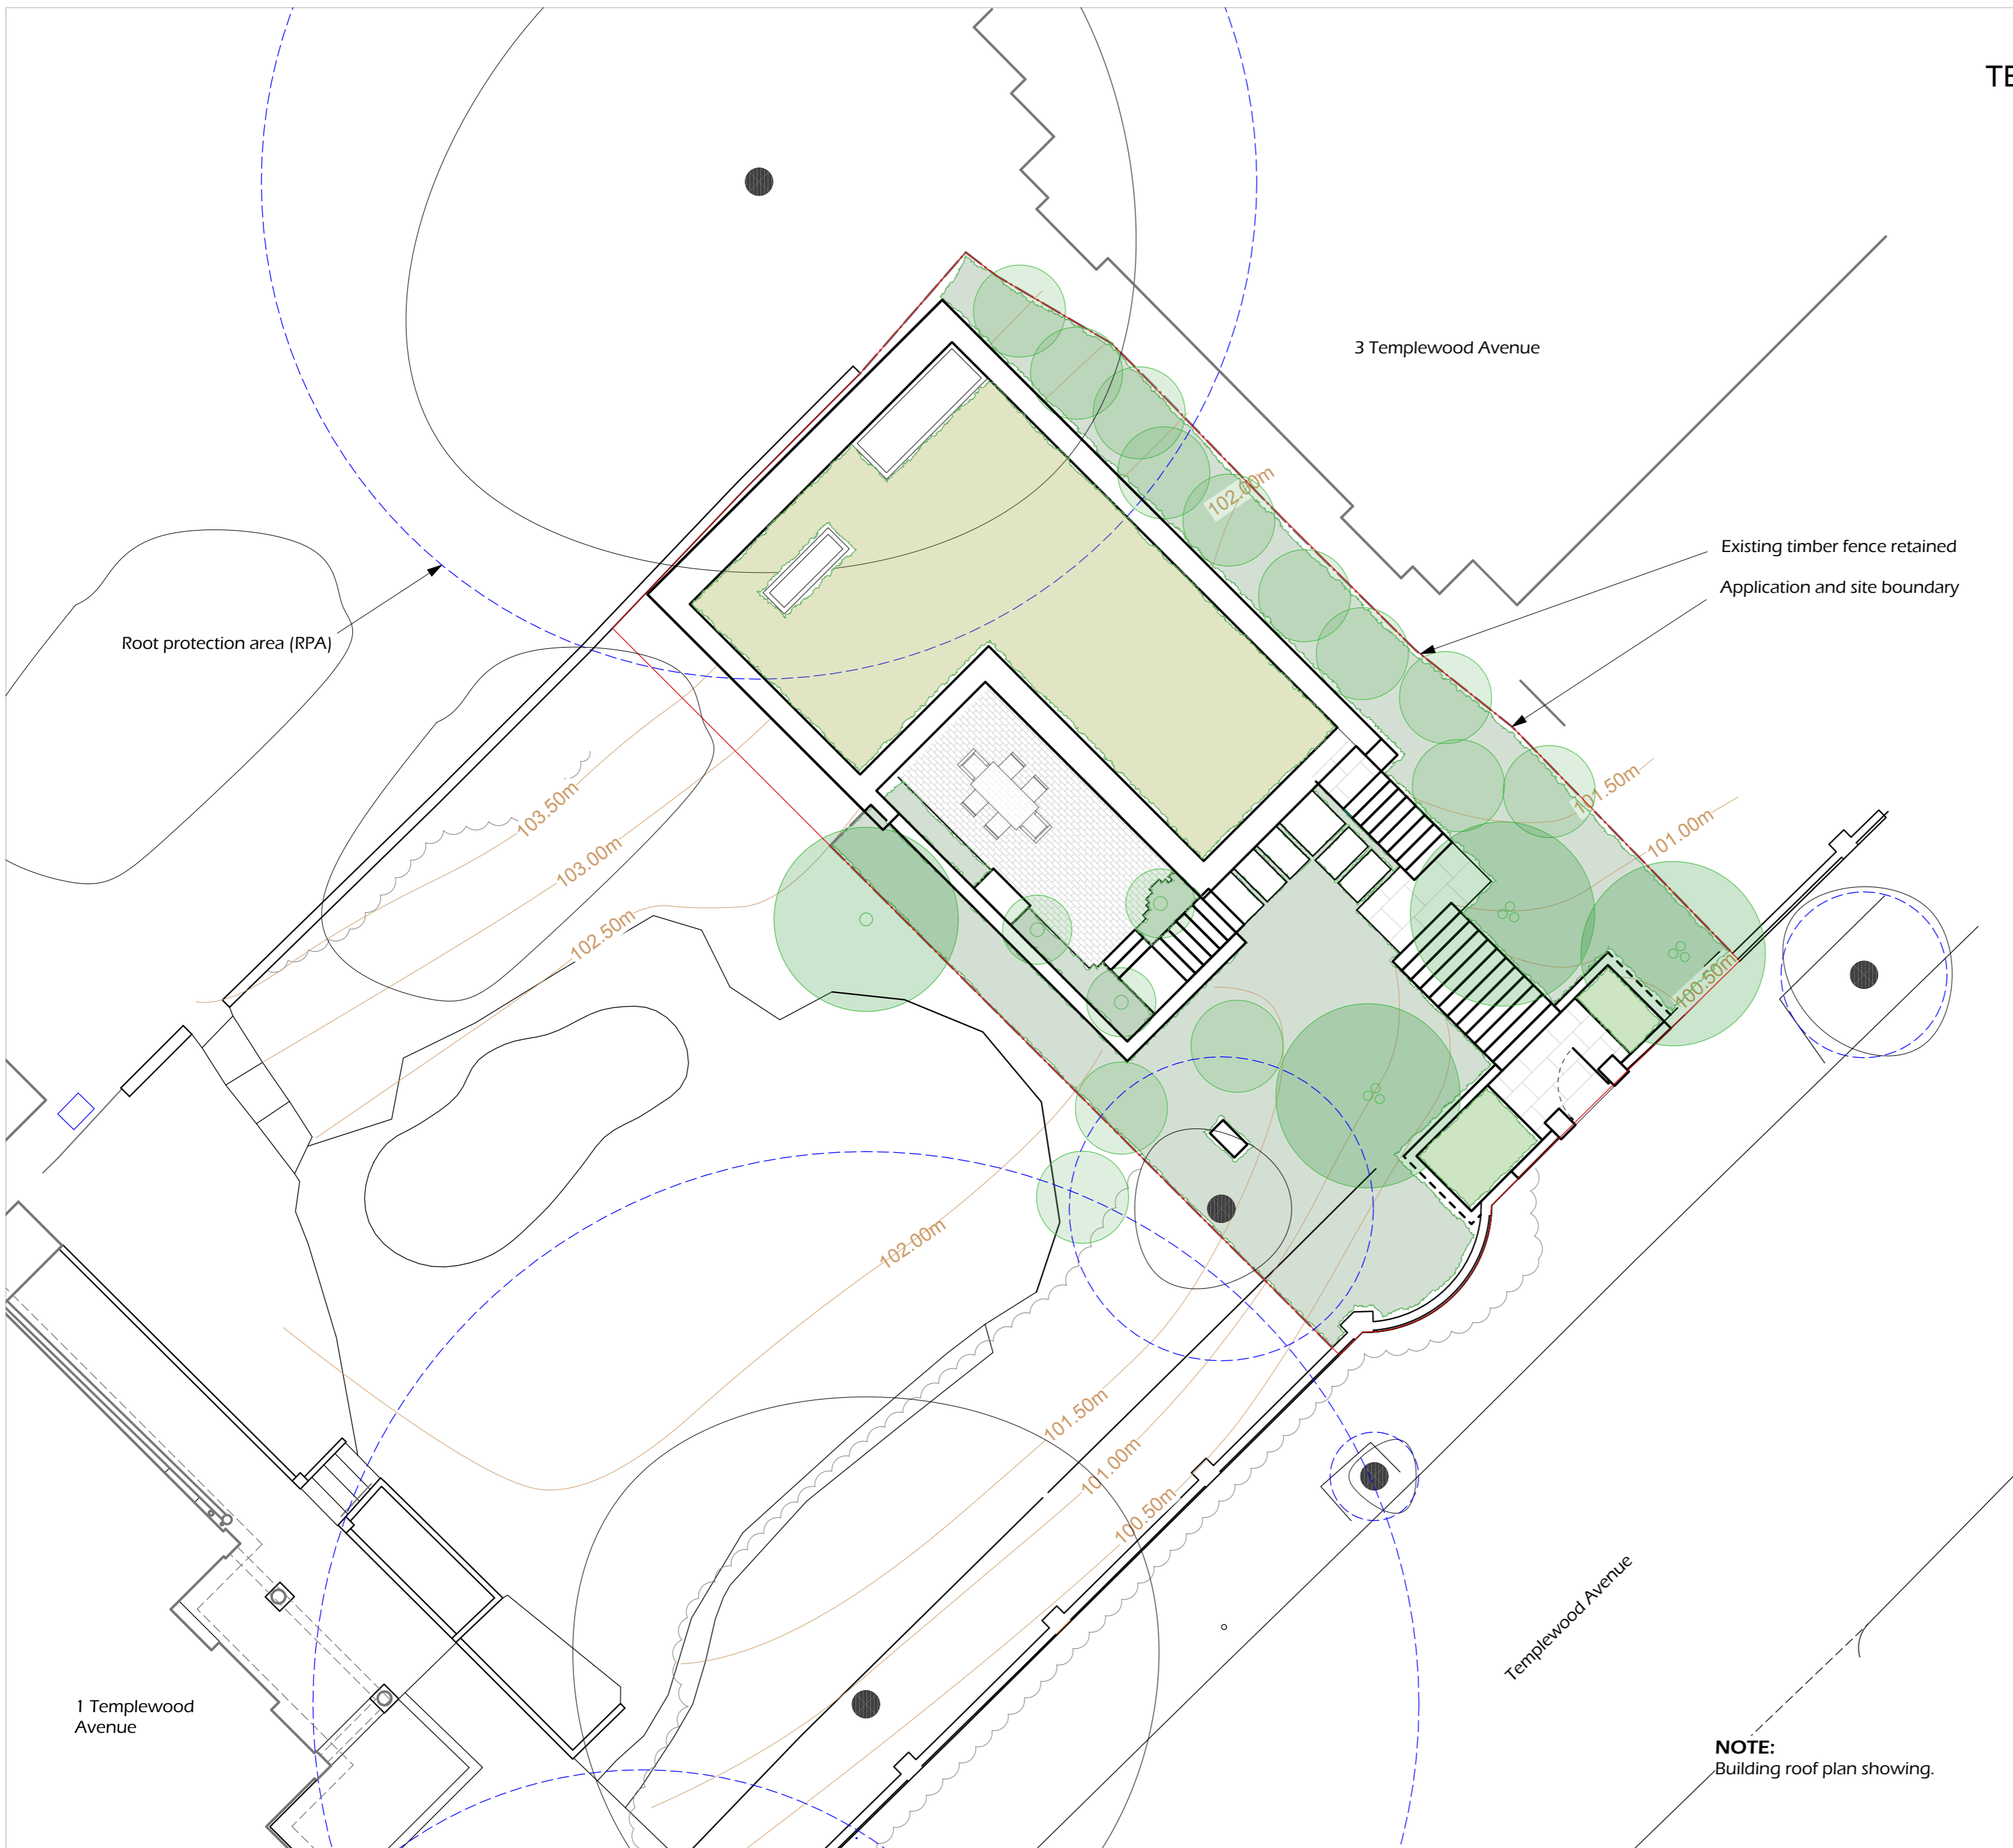 TE
3 Templewood Avenue
102.00m
Existing timber fence retained
Application and site boundary
Root protection area (RPA)
103.50m
101.50m
103.00m
101.00m
102.50m
100.50m
102.00m
101.50m
101.00m
100.50m
Templewood Avenue
1 Templewood
Avenue
NOTE:
Building roof plan showing.